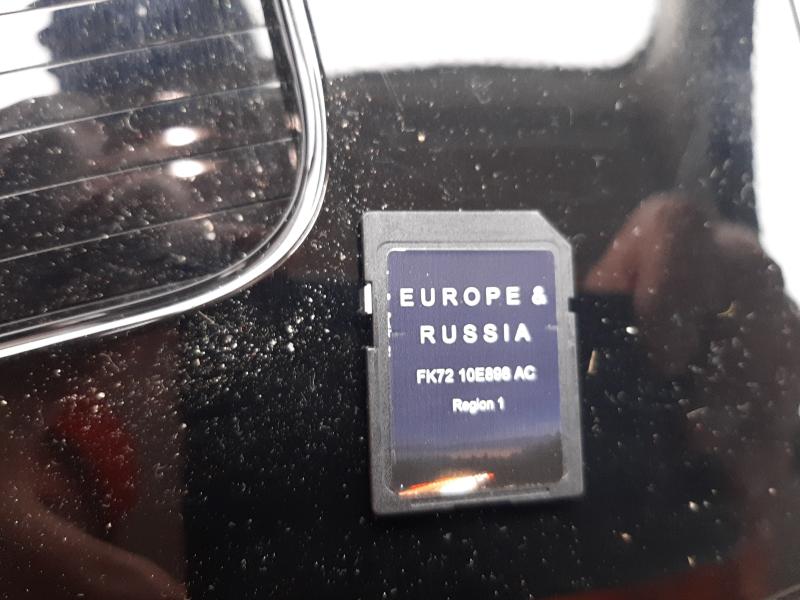 EUROPE &
RUSSIA
FK72 10E898 AC
Region 1